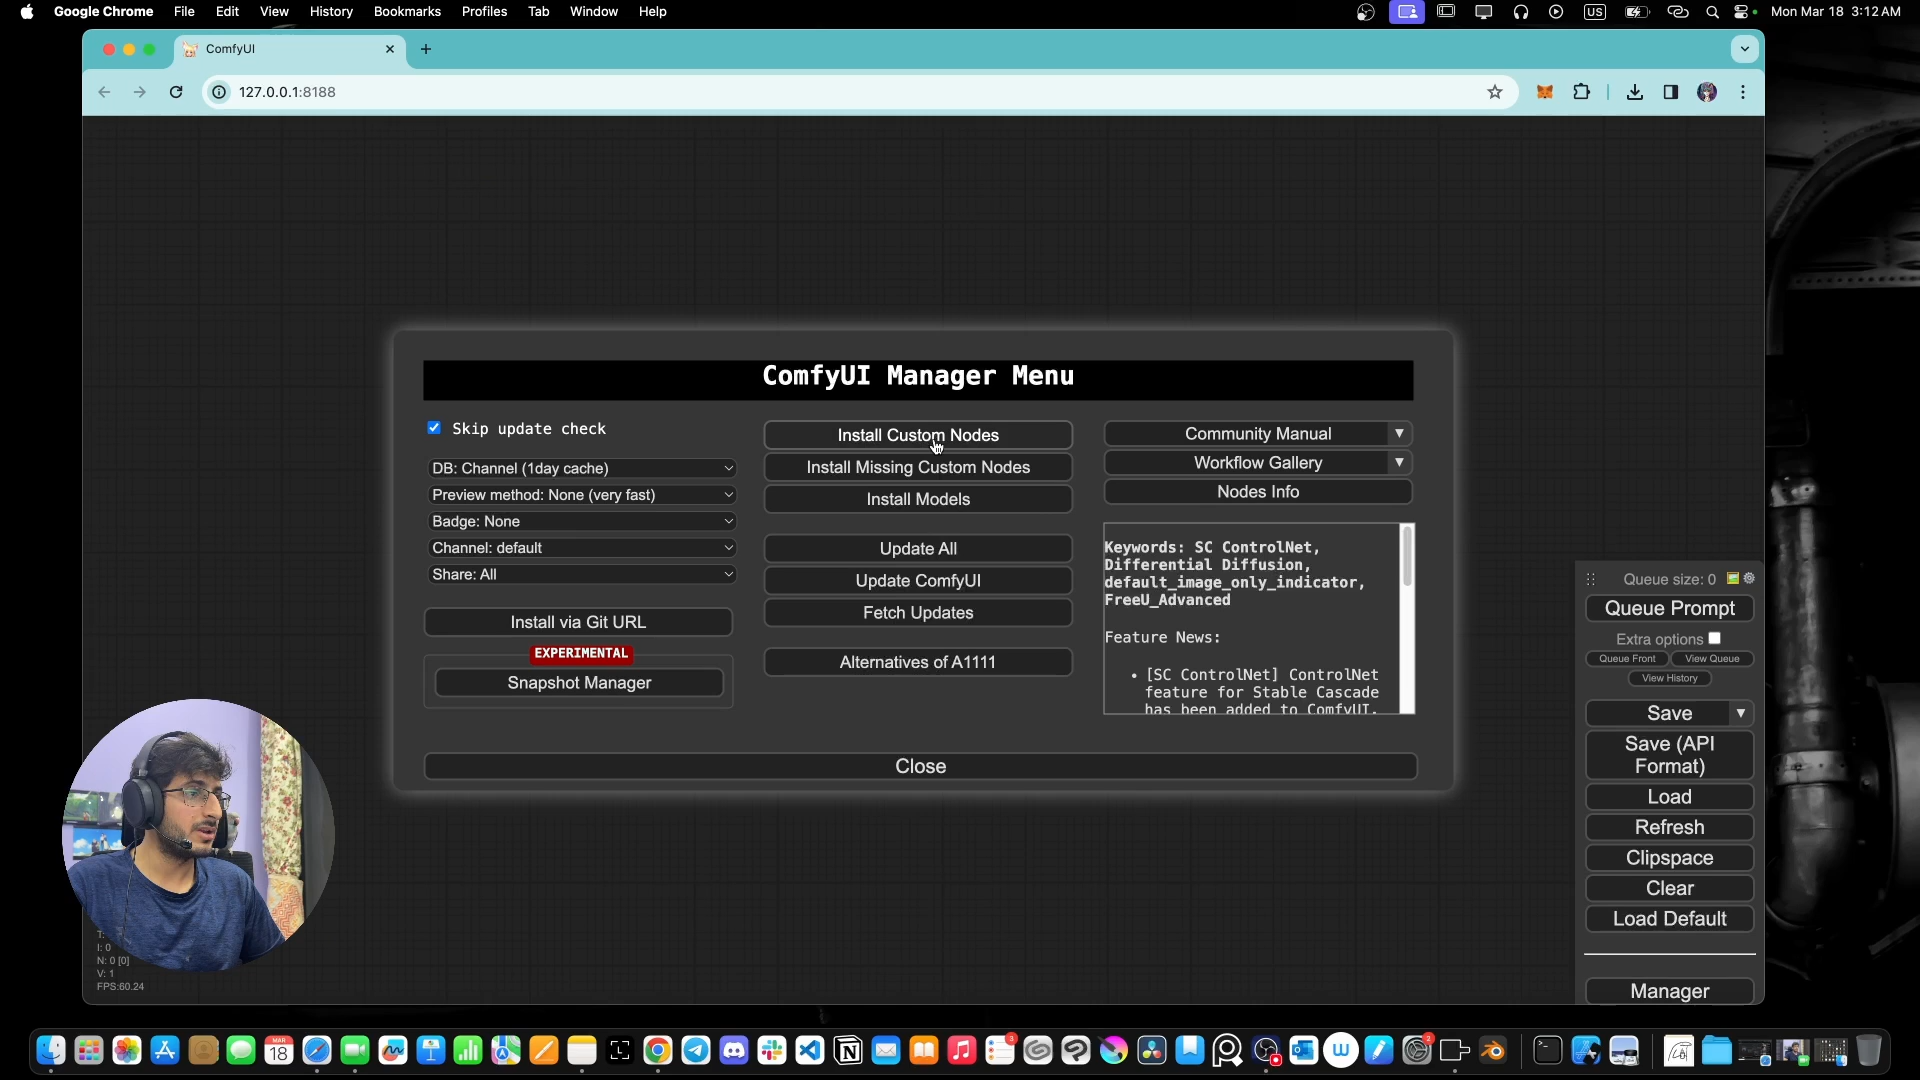 Google Chrome File Edit View History Bookmarks Profiles Tab Window Help US Mon Mar 18 3:12 AM
ComfyUI
127.0.0.1:8188
ComfyUI Manager Menu
Skip update check
DB: Channel (1day cache)
Preview method: None (very fast)
Badge: None
Channel: default
Share: All
Install via Git URL
EXPERIMENTAL
Snapshot Manager
Install Custom Nodes
Install Missing Custom Nodes
Install Models
Update All
Update ComfyUI
Fetch Updates
Alternatives of A1111
Community Manual ▼
Workflow Gallery ▼
Nodes Info
Keywords: SC ControlNet,
Differential Diffusion,
default_image_only_indicator,
FreeU_Advanced
Feature News:
• [SC ControlNet] ControlNet
feature for Stable Cascade
has been added to ComfyUI.
Close
Queue size: 0
Queue Prompt
Extra options
Queue Front View Queue
View History
Save ▼
Save (API
Format)
Load
Refresh
Clipspace
Clear
Load Default
Manager
T:
I: 0
N: 0 [0]
V: 1
FPS:60.24
MAR
18
3
2